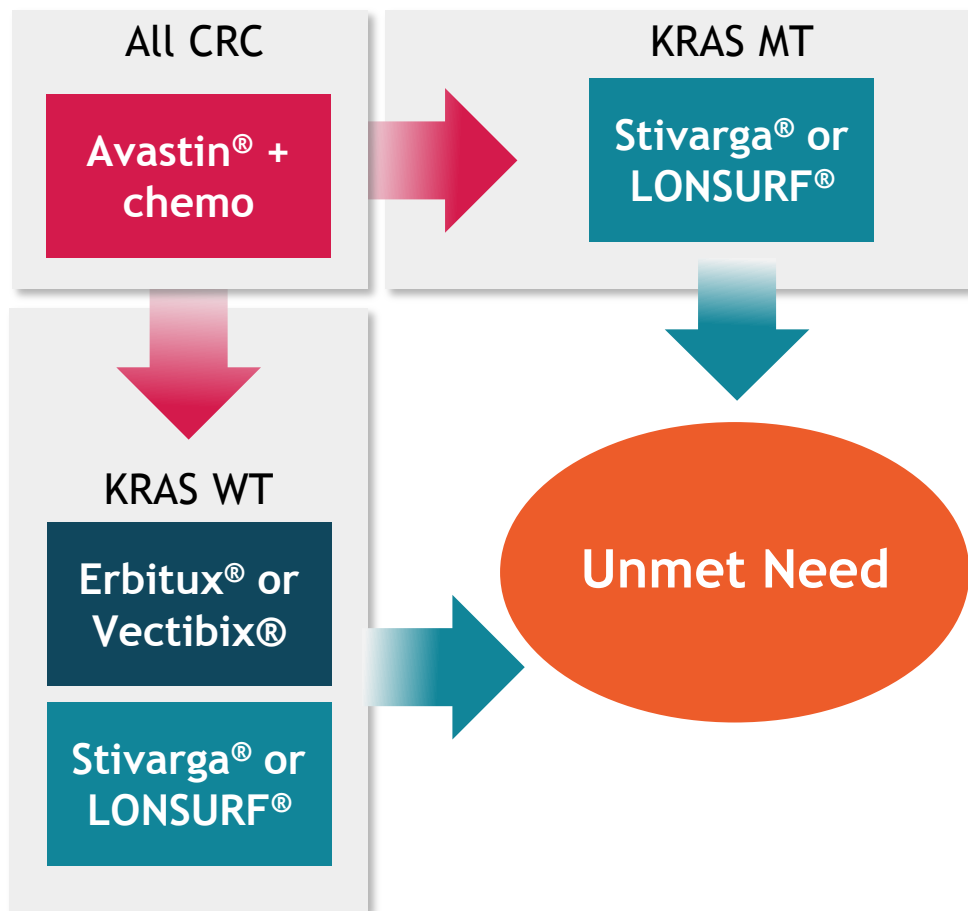 All CRC
Avastin® +
chemo
KRAS MT
Stivarga® or
LONSURF®
KRAS WT
Erbitux® or
Vectibix®
Stivarga® or
LONSURF®
Unmet Need